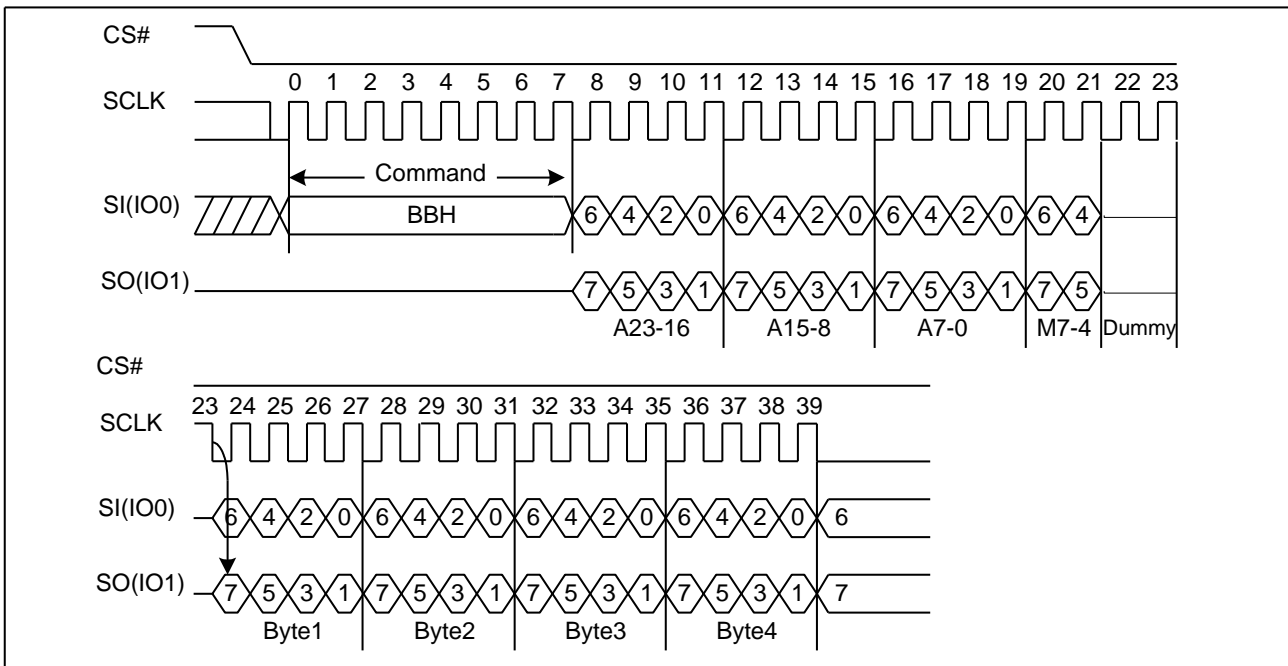 CS#
0 1 2 3 4 5 6 7 8 9 10 11 12 13 14 15 16 17 18 19 20 21 22 23
SCLK
Command
SI(IO0) BBH 6 4 2 0 6 4 2 0 6 4 2 0 6 4
SO(IO1) 7 5 3 1 7 5 3 1 7 5 3 1 7 5
A23-16 A15-8 A7-0 M7-4 Dummy
CS#
23 24 25 26 27 28 29 30 31 32 33 34 35 36 37 38 39
SCLK
SI(IO0) 6 4 2 0 6 4 2 0 6 4 2 0 6 4 2 0 6
SO(IO1) 7 5 3 1 7 5 3 1 7 5 3 1 7 5 3 1 7
Byte1 Byte2 Byte3 Byte4